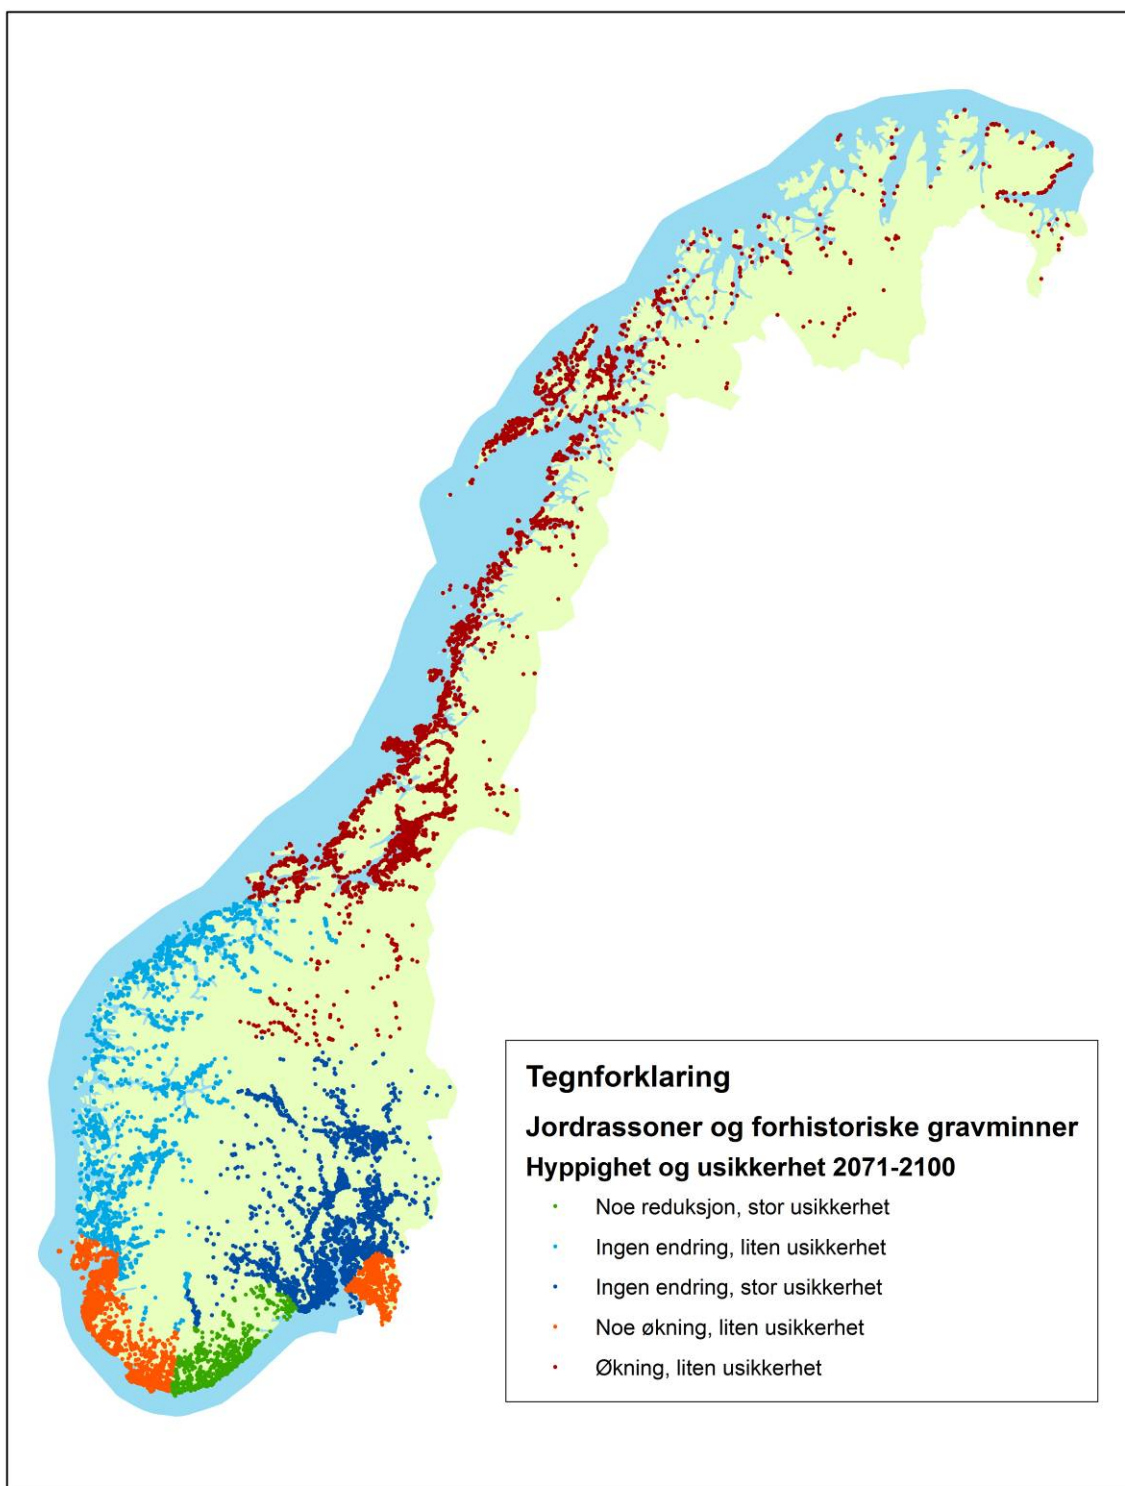 Tegnforklaring
Jordrassoner og forhistoriske gravminner
Hyppighet og usikkerhet 2071-2100
Noe reduksjon, stor usikkerhet
Ingen endring, liten usikkerhet
Ingen endring, stor usikkerhet
Noe økning, liten usikkerhet
Økning, liten usikkerhet